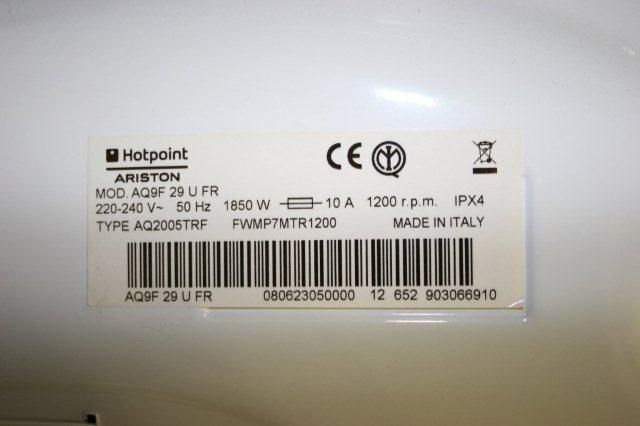 Hotpoint
ARISTON
CE
MOD. AQ9F 29 U FR
220-240 V~ 50 Hz 1850 W 10 A 1200 r.p.m. IPX4
TYPE AQ2005TRF FWMP7MTR1200 MADE IN ITALY
AQ9F 29 U FR 080623050000 12 652 903066910